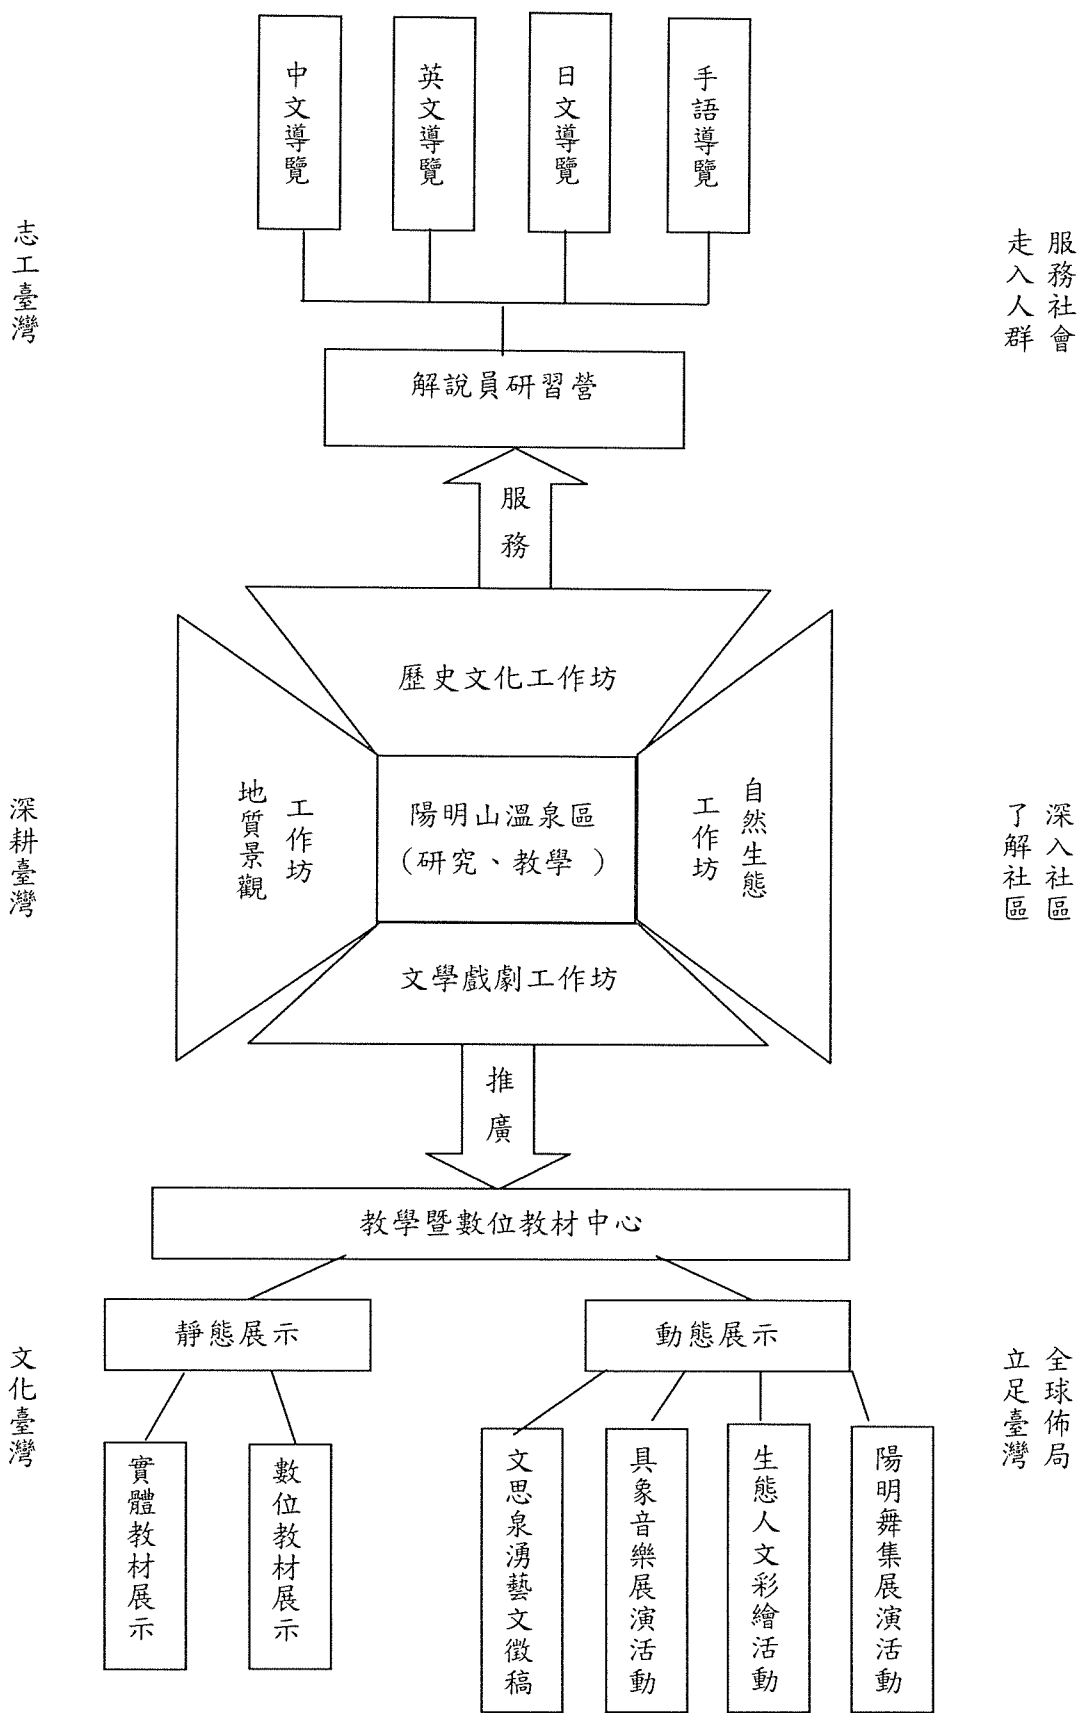 中文導覽
英文導覽
日文導覽
手語導覽
志工臺灣
服務社會
走入人群
解說員研習營
服務
歷史文化工作坊
深耕臺灣
地質景觀
工作坊
陽明山溫泉區
（研究、教學 ）
自然生態
工作坊
深入社區
了解社區
文學戲劇工作坊
推廣
教學暨數位教材中心
靜態展示
動態展示
文化臺灣
全球佈局
立足臺灣
實體教材展示
數位教材展示
文思泉湧藝文徵稿
具象音樂展演活動
生態人文彩繪活動
陽明舞集展演活動